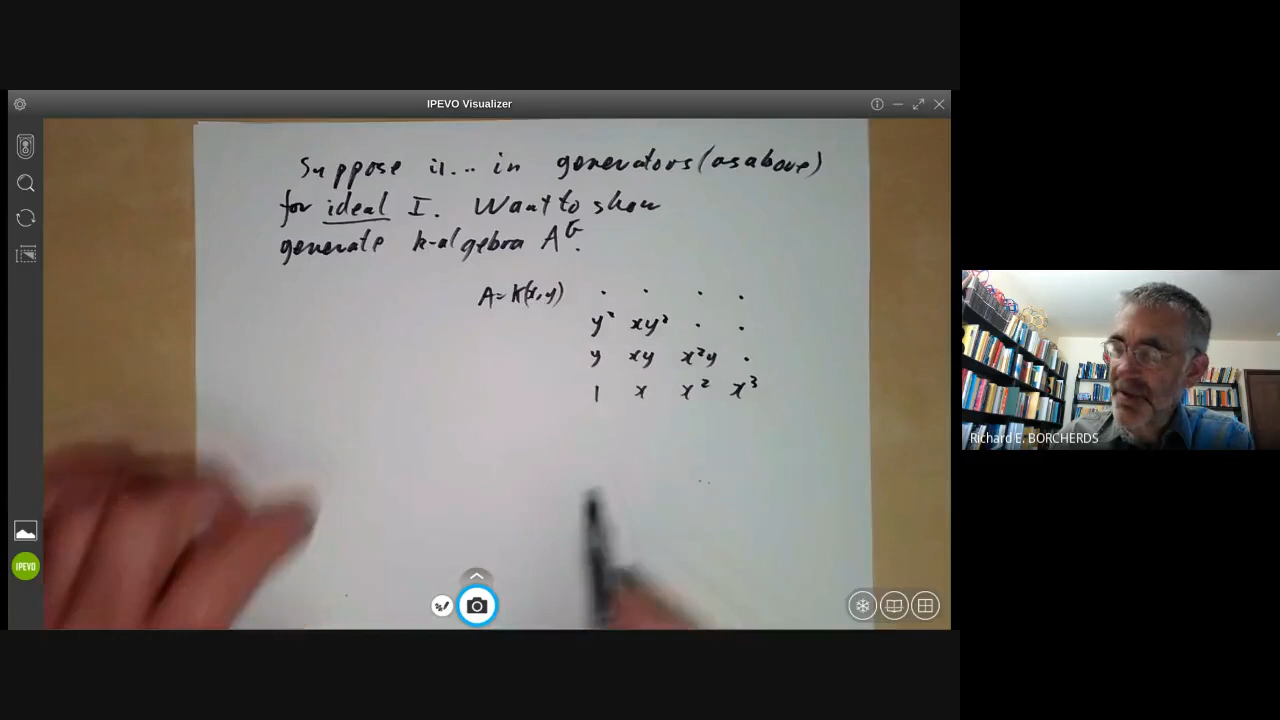 IPEVO Visualizer
Suppose i1... in generators (as above)
for ideal I. Want to show
generate k-algebra A^G.
A=K(x,y) . . . .
y² xy² . .
y xy x²y .
1 x x² x³
Richard E. BORCHERDS
IPEVO